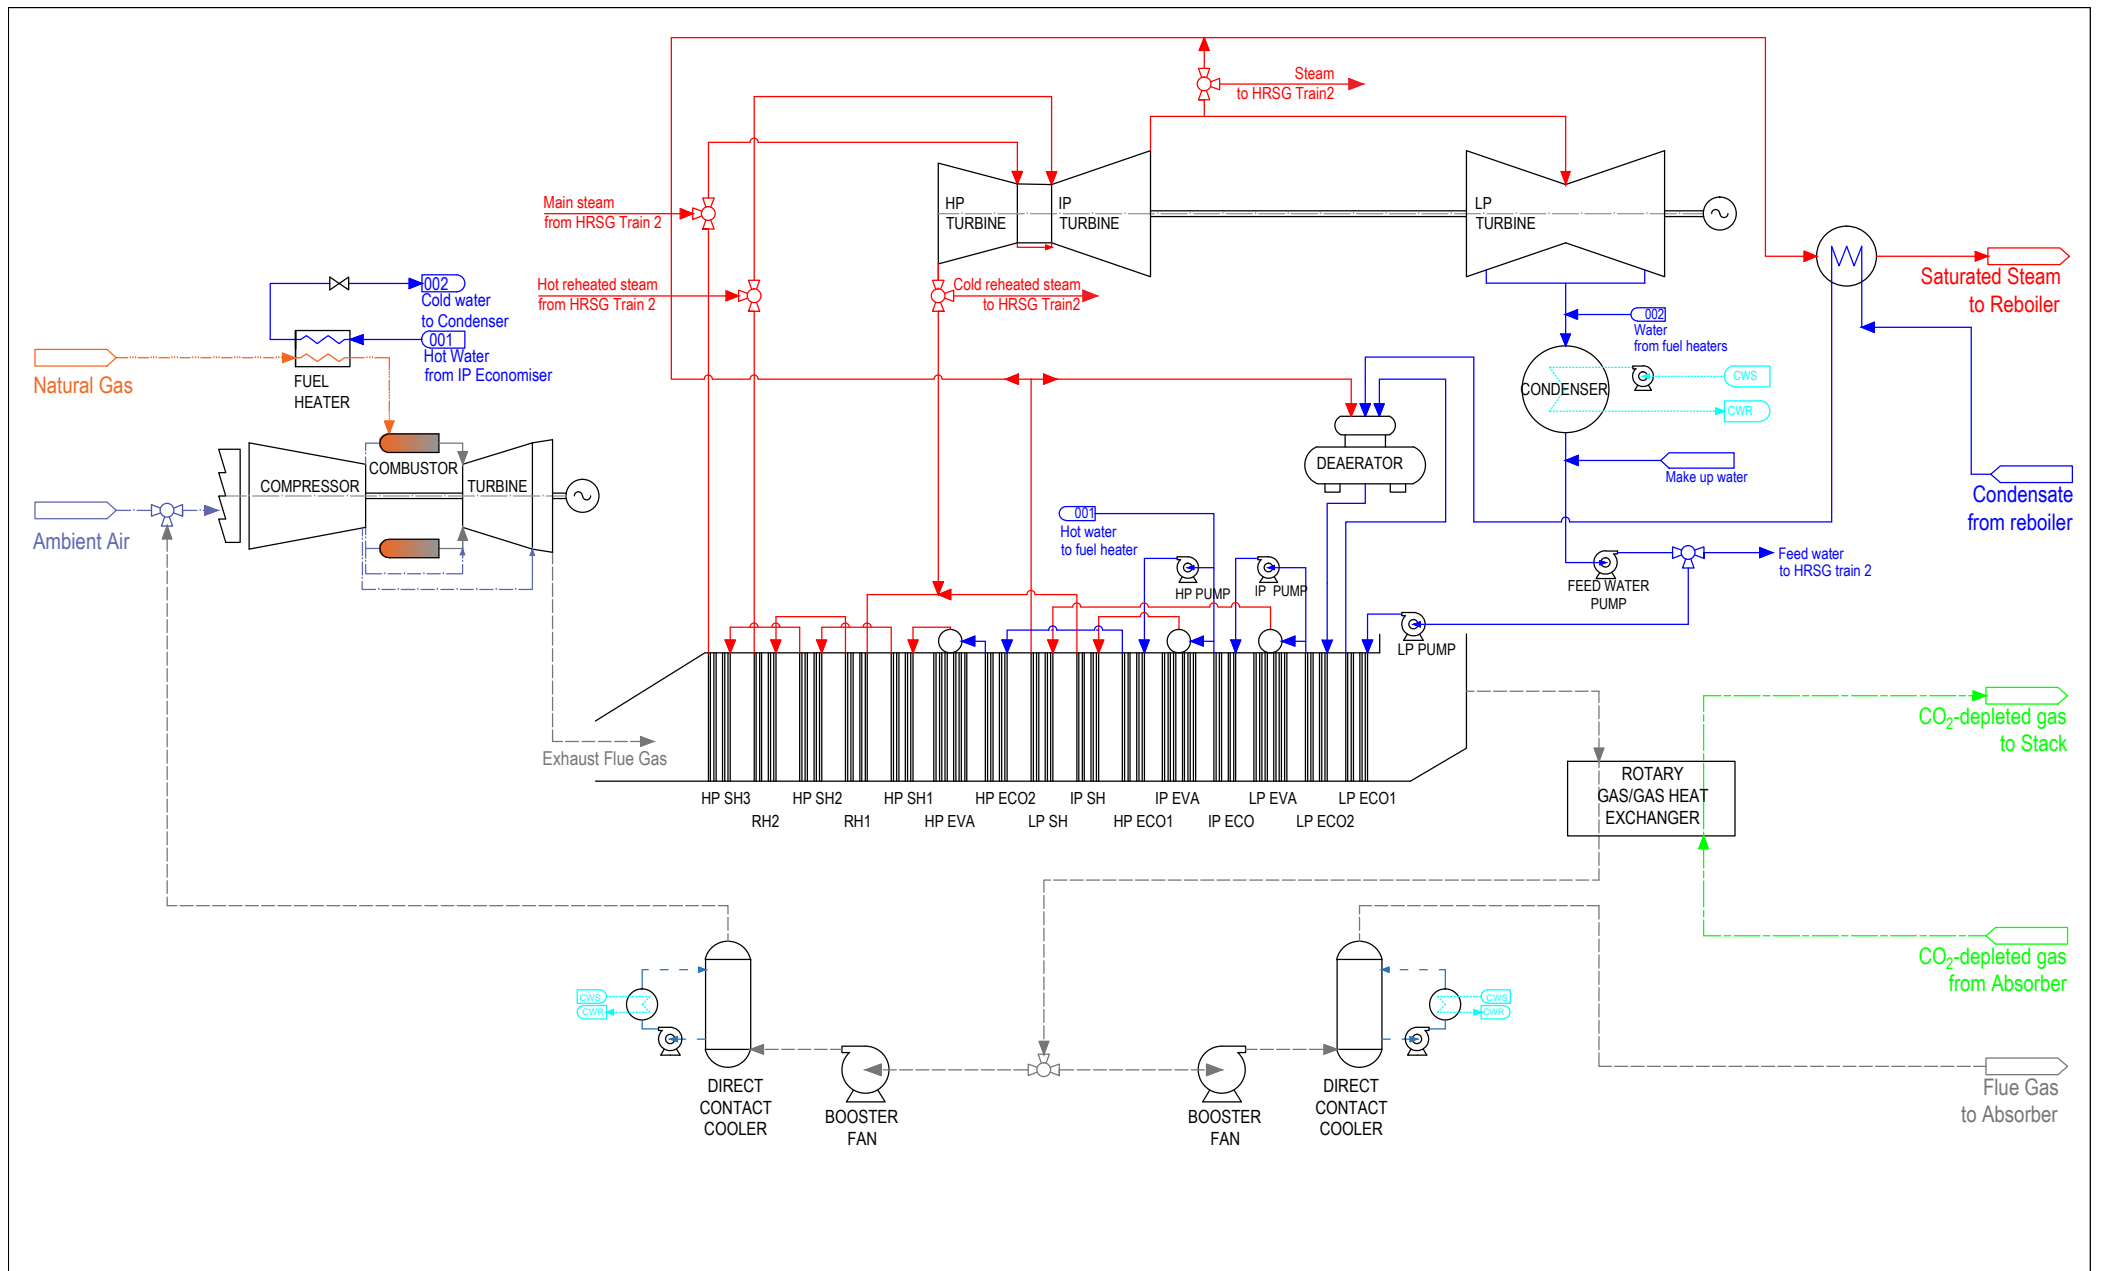 Steam
to HRSG Train2
Main steam
from HRSG Train 2
HP
TURBINE
IP
TURBINE
LP
TURBINE
Hot reheated steam
from HRSG Train 2
Cold reheated steam
to HRSG Train2
Saturated Steam
to Reboiler
002
Cold water
to Condenser
001
Hot Water
from IP Economiser
Natural Gas
FUEL
HEATER
002
Water
from fuel heaters
CONDENSER
CWS
CWR
COMBUSTOR
COMPRESSOR
TURBINE
DEAERATOR
Make up water
Condensate
from reboiler
Ambient Air
001
Hot water
to fuel heater
HP PUMP
IP PUMP
FEED WATER
PUMP
Feed water
to HRSG train 2
LP PUMP
Exhaust Flue Gas
HP SH3
HP SH2
HP SH1
HP ECO2
IP SH
IP EVA
LP EVA
LP ECO1
RH2
RH1
HP EVA
LP SH
HP ECO1
IP ECO
LP ECO2
CO2-depleted gas
to Stack
ROTARY
GAS/GAS HEAT
EXCHANGER
CO2-depleted gas
from Absorber
CWS
CWR
CWS
CWR
DIRECT
CONTACT
COOLER
BOOSTER
FAN
BOOSTER
FAN
DIRECT
CONTACT
COOLER
Flue Gas
to Absorber